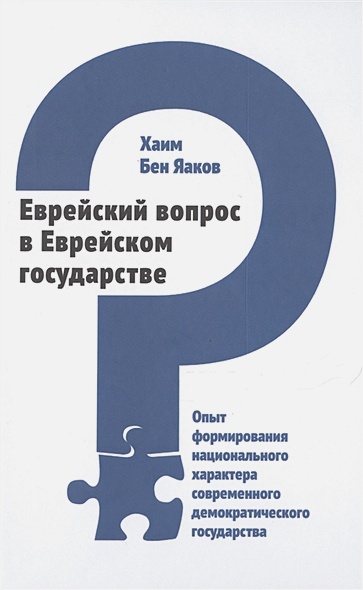 Хаим
Бен Яаков
Еврейский вопрос
в Еврейском
государстве
Опыт
формирования
национального
характера
современного
демократического
государства